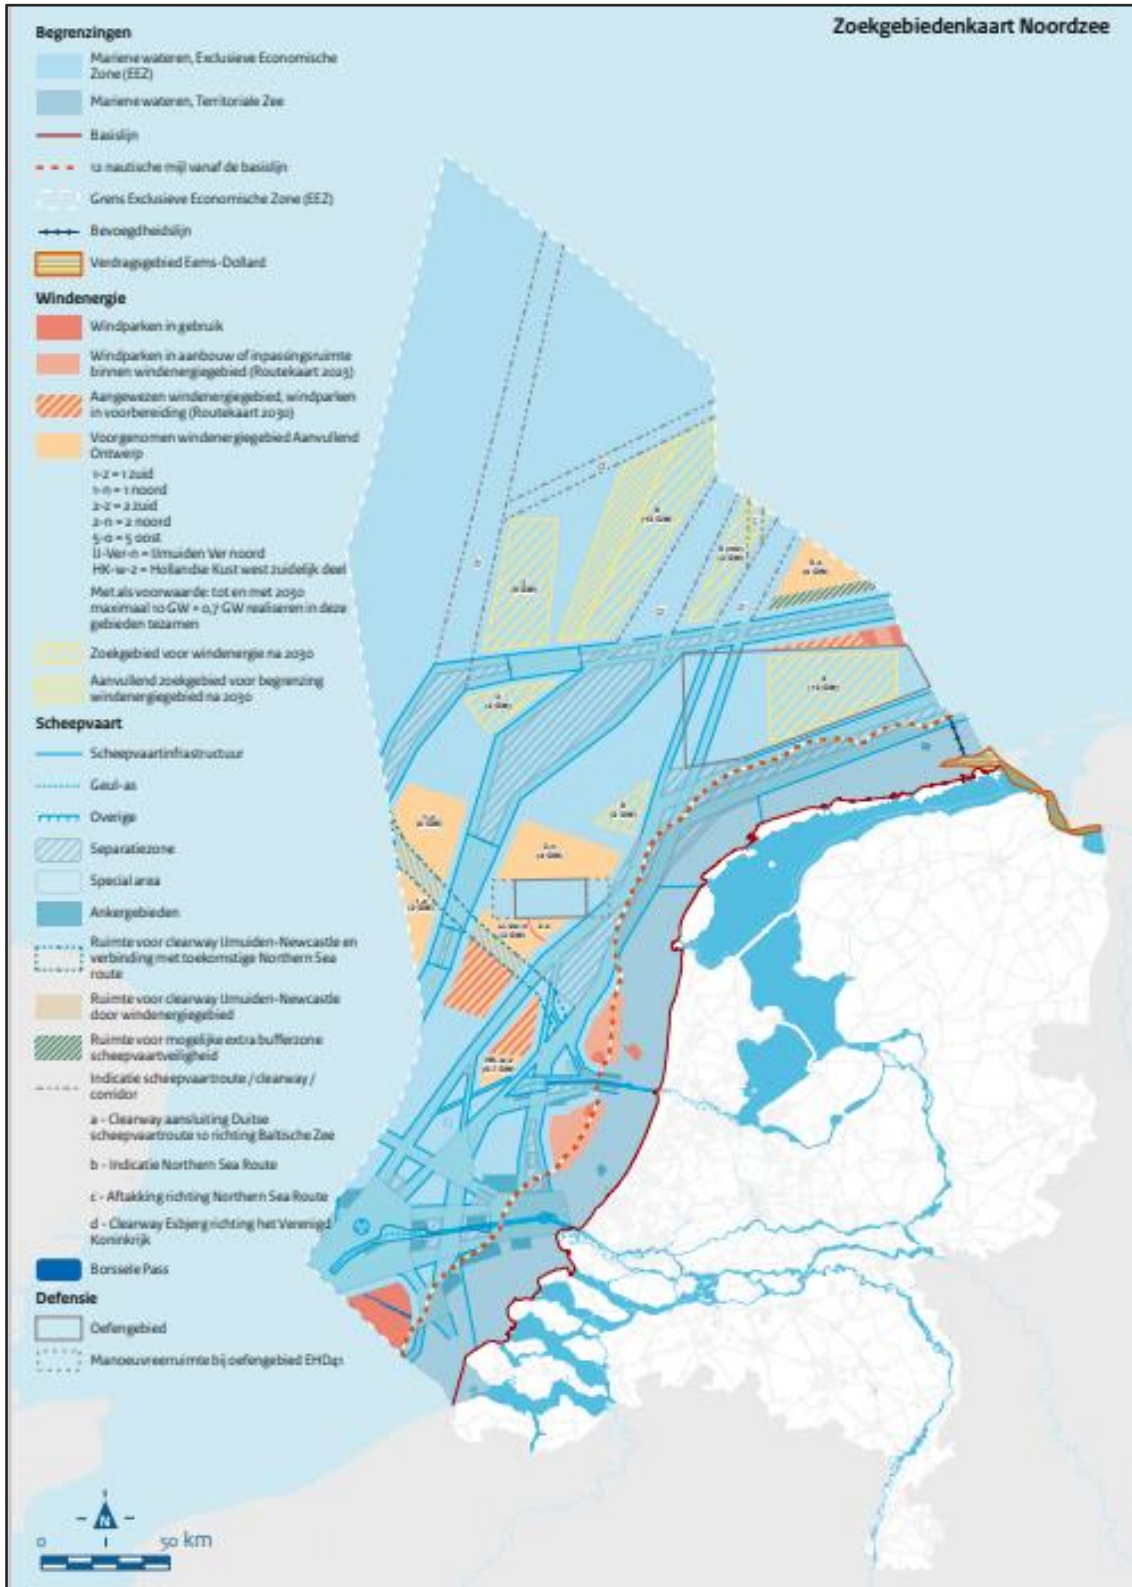 Zoekgebiedenkaart Noordzee
Begrenzingen
Mariene wateren, Exclusieve Economische
Zone (EEZ)
Mariene wateren, Territoriale Zee
Basislijn
12 nautische mijl vanaf de basislijn
Grens Exclusieve Economische Zone (EEZ)
Bevoegdheidslijn
Verdragsgebied Eems-Dollard
Windenergie
Windparken in gebruik
Windparken in aanbouw of inpassingsruimte
binnen windenergiegebied (Routekaart 2023)
Aangewezen windenergiegebied, windparken
in voorbereiding (Routekaart 2030)
Voorgenomen windenergiegebied Aanvullend
Ontwerp
1-z = 1 zuid
1-n = 1 noord
2-z = 2 zuid
2-n = 2 noord
5-o = 5 oost
IJ-Ver-n = IJmuiden Ver noord
HK-w-z = Hollandse Kust west zuidelijk deel
Met als voorwaarde: tot en met 2030
maximaal 10 GW + 0,7 GW realiseren in deze
gebieden tezamen
Zoekgebied voor windenergie na 2030
Aanvullend zoekgebied voor begrenzing
windenergiegebied na 2030
Scheepvaart
Scheepvaartinfrastructuur
Geul-as
Overige
Separatiezone
Special area
Ankergebieden
Ruimte voor clearway IJmuiden-Newcastle en
verbinding met toekomstige Northern Sea
route
Ruimte voor clearway IJmuiden-Newcastle
door windenergiegebied
Ruimte voor mogelijke extra bufferzone
scheepvaartveiligheid
Indicatie scheepvaartroute / clearway /
corridor
a - Clearway aansluiting Duitse
scheepvaartroute 10 richting Baltische Zee
b - Indicatie Northern Sea Route
c - Aftakking richting Northern Sea Route
d - Clearway Esbjerg richting het Verenigd
Koninkrijk
Borssele Pass
Defensie
Oefengebied
Manoeuvreerruimte bij oefengebied EHD41
N
0
50 km